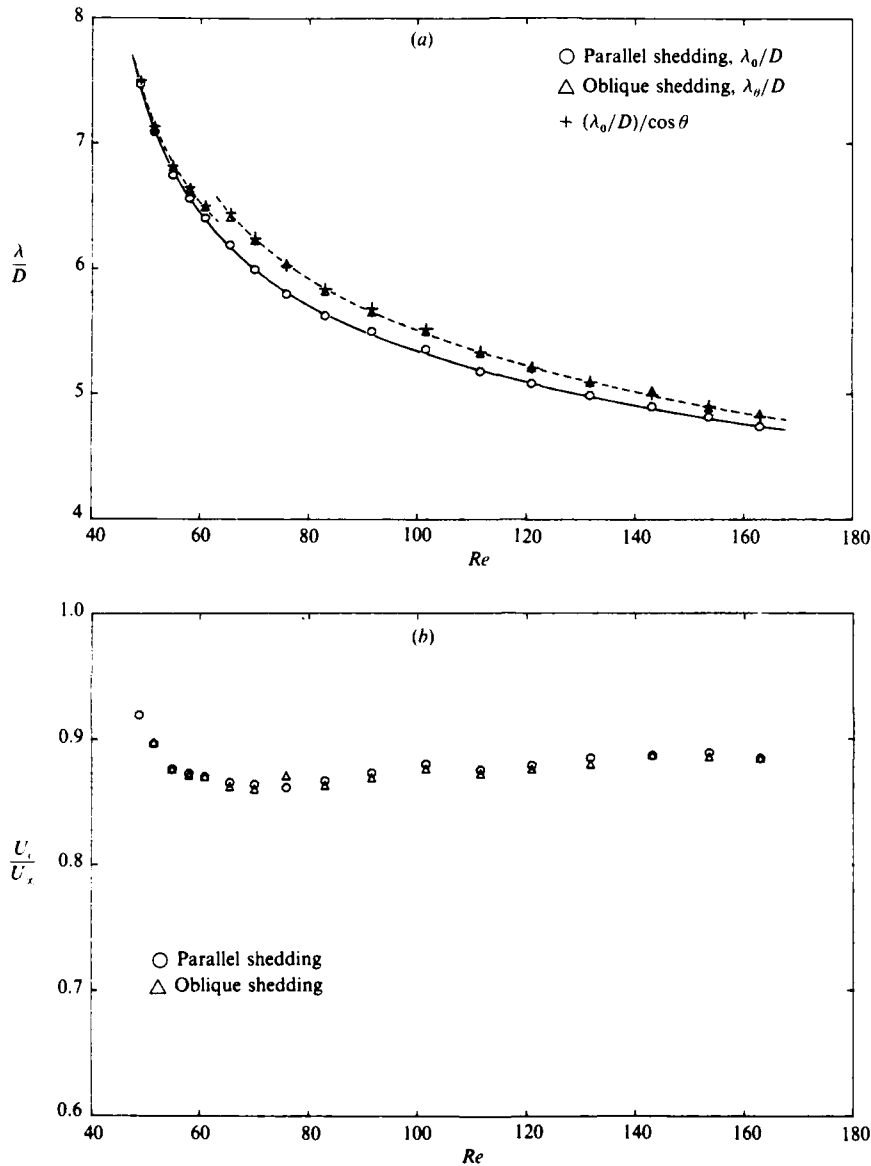 8
(a)
○ Parallel shedding, λ₀/D
△ Oblique shedding, λ_θ/D
+ (λ₀/D)/cos θ
7
λ/D
6
5
4
40 60 80 100 120 140 160 180
Re
1.0
(b)
0.9
0.8
0.7
○ Parallel shedding
△ Oblique shedding
0.6
40 60 80 100 120 140 160 180
Re